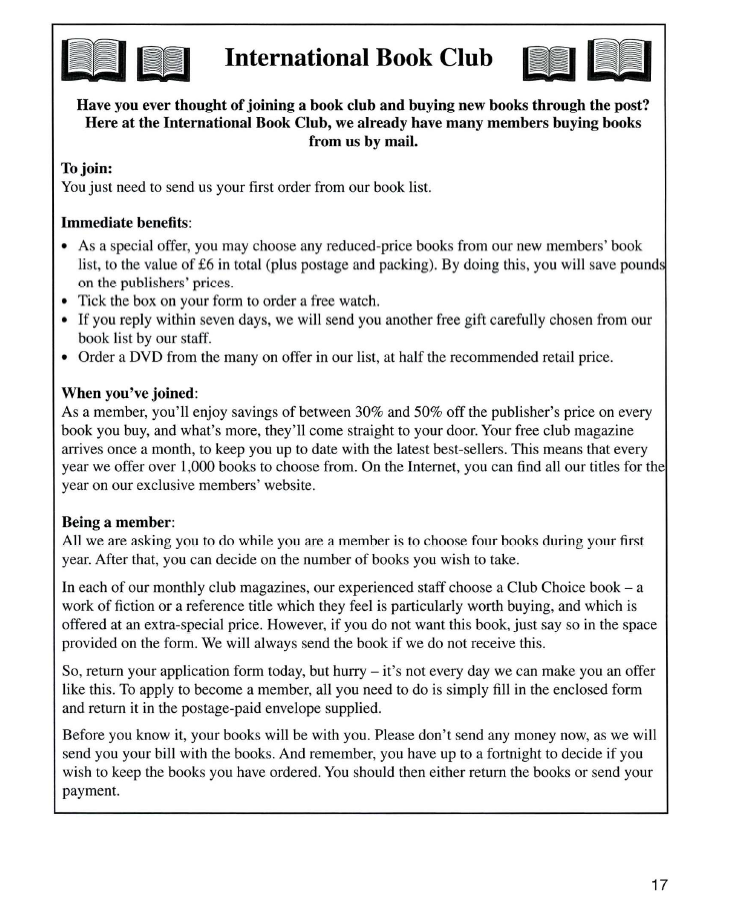 International Book Club
Have you ever thought of joining a book club and buying new books through the post?
Here at the International Book Club, we already have many members buying books
from us by mail.
To join:
You just need to send us your first order from our book list.
Immediate benefits:
• As a special offer, you may choose any reduced-price books from our new members' book
list, to the value of £6 in total (plus postage and packing). By doing this, you will save pounds
on the publishers' prices.
• Tick the box on your form to order a free watch.
• If you reply within seven days, we will send you another free gift carefully chosen from our
book list by our staff.
• Order a DVD from the many on offer in our list, at half the recommended retail price.
When you've joined:
As a member, you'll enjoy savings of between 30% and 50% off the publisher's price on every
book you buy, and what's more, they'll come straight to your door. Your free club magazine
arrives once a month, to keep you up to date with the latest best-sellers. This means that every
year we offer over 1,000 books to choose from. On the Internet, you can find all our titles for the
year on our exclusive members' website.
Being a member:
All we are asking you to do while you are a member is to choose four books during your first
year. After that, you can decide on the number of books you wish to take.
In each of our monthly club magazines, our experienced staff choose a Club Choice book – a
work of fiction or a reference title which they feel is particularly worth buying, and which is
offered at an extra-special price. However, if you do not want this book, just say so in the space
provided on the form. We will always send the book if we do not receive this.
So, return your application form today, but hurry – it's not every day we can make you an offer
like this. To apply to become a member, all you need to do is simply fill in the enclosed form
and return it in the postage-paid envelope supplied.
Before you know it, your books will be with you. Please don't send any money now, as we will
send you your bill with the books. And remember, you have up to a fortnight to decide if you
wish to keep the books you have ordered. You should then either return the books or send your
payment.
17